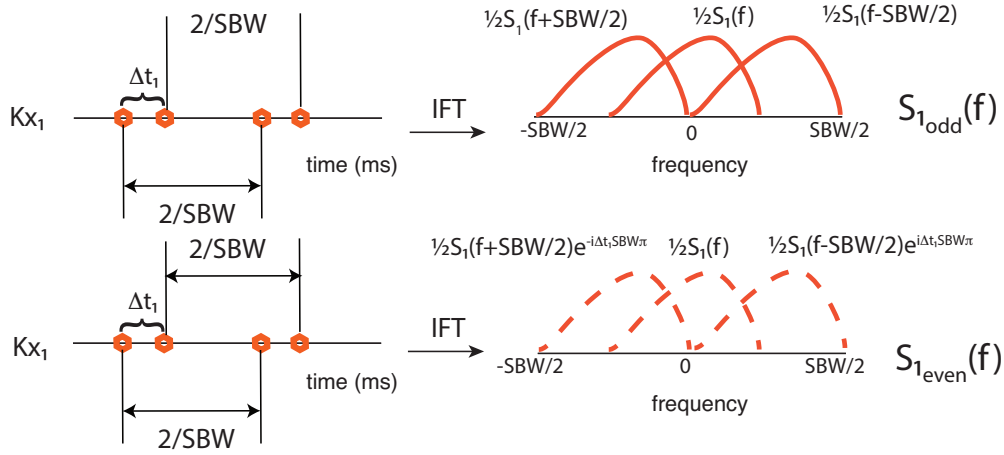 2/SBW
Δt₁
Kx₁
time (ms)
2/SBW
IFT
½S₁(f+SBW/2)
½S₁(f)
½S₁(f-SBW/2)
-SBW/2
0
SBW/2
frequency
S₁odd(f)
2/SBW
Δt₁
Kx₁
time (ms)
2/SBW
IFT
½S₁(f+SBW/2)e^-iΔt₁SBWπ
½S₁(f)
½S₁(f-SBW/2)e^iΔt₁SBWπ
-SBW/2
0
SBW/2
frequency
S₁even(f)